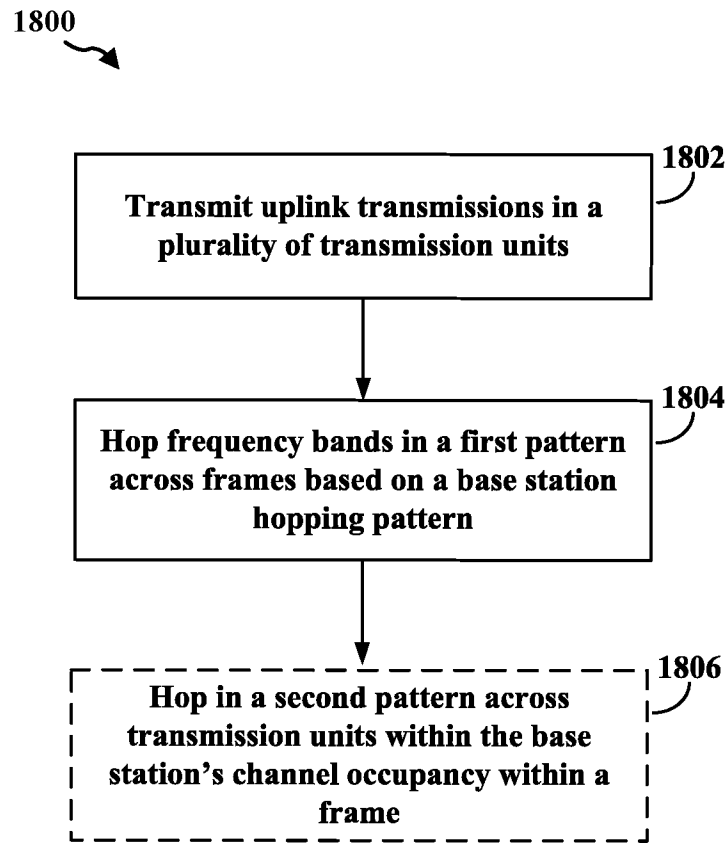 1800
1802
Transmit uplink transmissions in a
plurality of transmission units
1804
Hop frequency bands in a first pattern
across frames based on a base station
hopping pattern
1806
Hop in a second pattern across
transmission units within the base
station's channel occupancy within a
frame